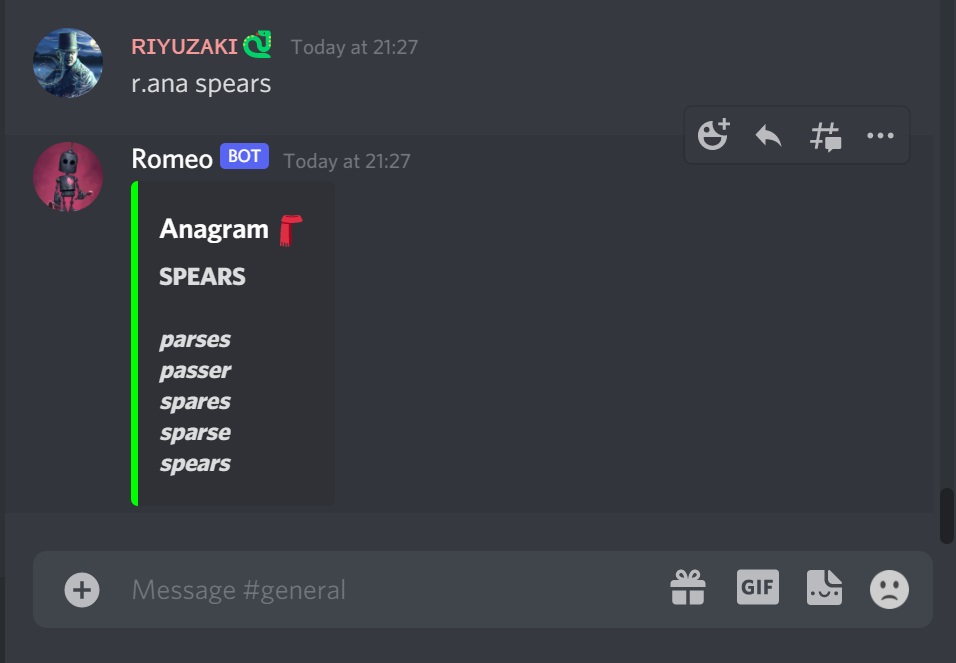 RIYUZAKI Today at 21:27
r.ana spears
Romeo BOT Today at 21:27
Anagram
SPEARS
parses
passer
spares
sparse
spears
Message #general
GIF